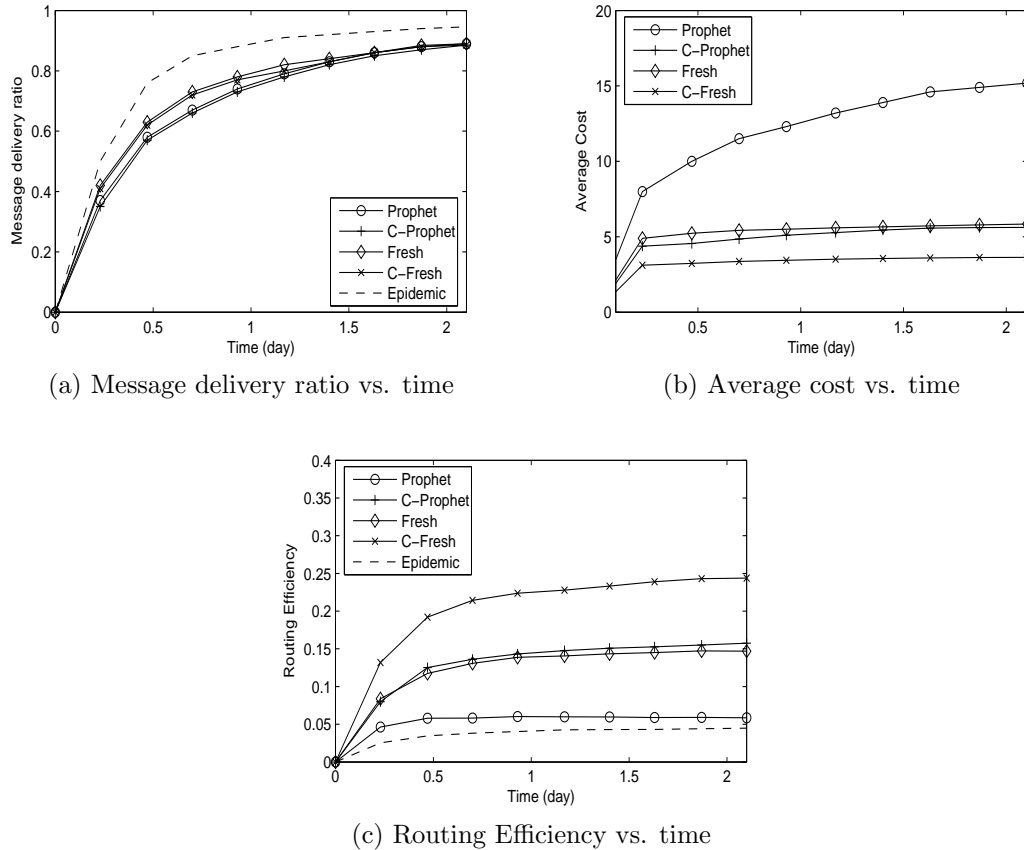 1
0.8
0.6
0.4
0.2
0
Message delivery ratio
Prophet
C−Prophet
Fresh
C−Fresh
Epidemic
0 0.5 1 1.5 2
Time (day)
(a) Message delivery ratio vs. time
20
15
10
5
0
Average Cost
Prophet
C−Prophet
Fresh
C−Fresh
0.5 1 1.5 2
Time (day)
(b) Average cost vs. time
0.4
0.35
0.3
0.25
0.2
0.15
0.1
0.05
0
Routing Efficiency
Prophet
C−Prophet
Fresh
C−Fresh
Epidemic
0 0.5 1 1.5 2
Time (day)
(c) Routing Efficiency vs. time